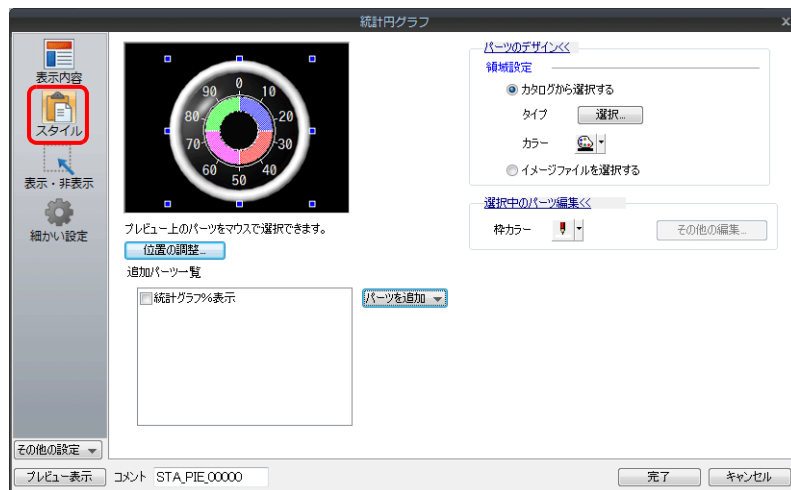 統計円グラフ
x
表示内容
スタイル
表示・非表示
細かい設定
その他の設定
0
10
20
30
40
50
60
70
80
90
プレビュー上のパーツをマウスで選択できます。
位置の調整...
追加パーツ一覧
統計グラフ%表示
パーツを追加
パーツのデザイン<<
領域設定
カタログから選択する
タイプ 選択...
カラー
イメージファイルを選択する
選択中のパーツ編集<<
枠カラー その他の編集...
プレビュー表示 コメント STA_PIE_00000 完了 キャンセル